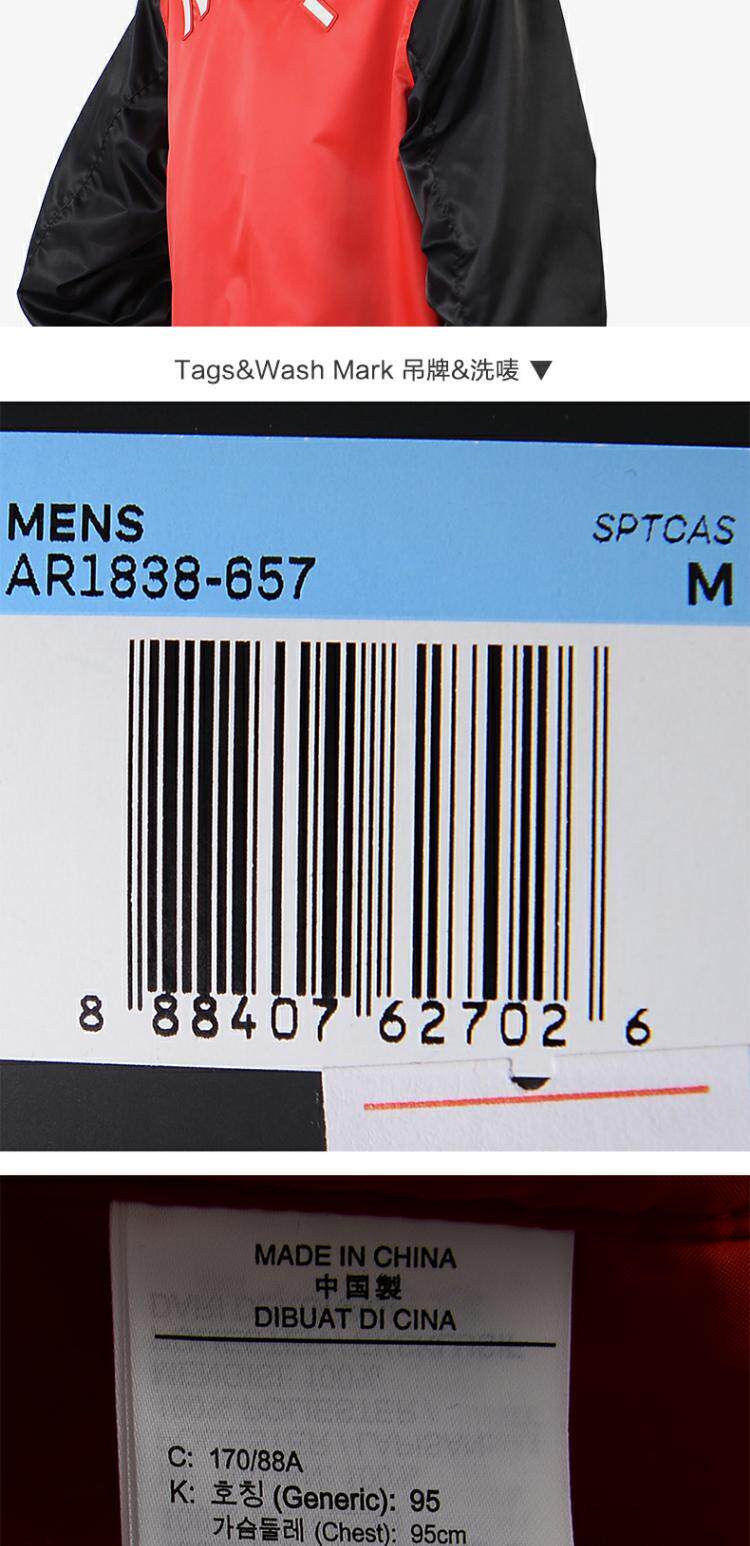 Tags&Wash Mark 吊牌&洗唛 ▼
MENS
AR1838-657
SPTCAS
M
8 88407 62702 6
MADE IN CHINA
中国製
DIBUAT DI CINA
C: 170/88A
K: 호칭 (Generic): 95
가슴둘레 (Chest): 95cm